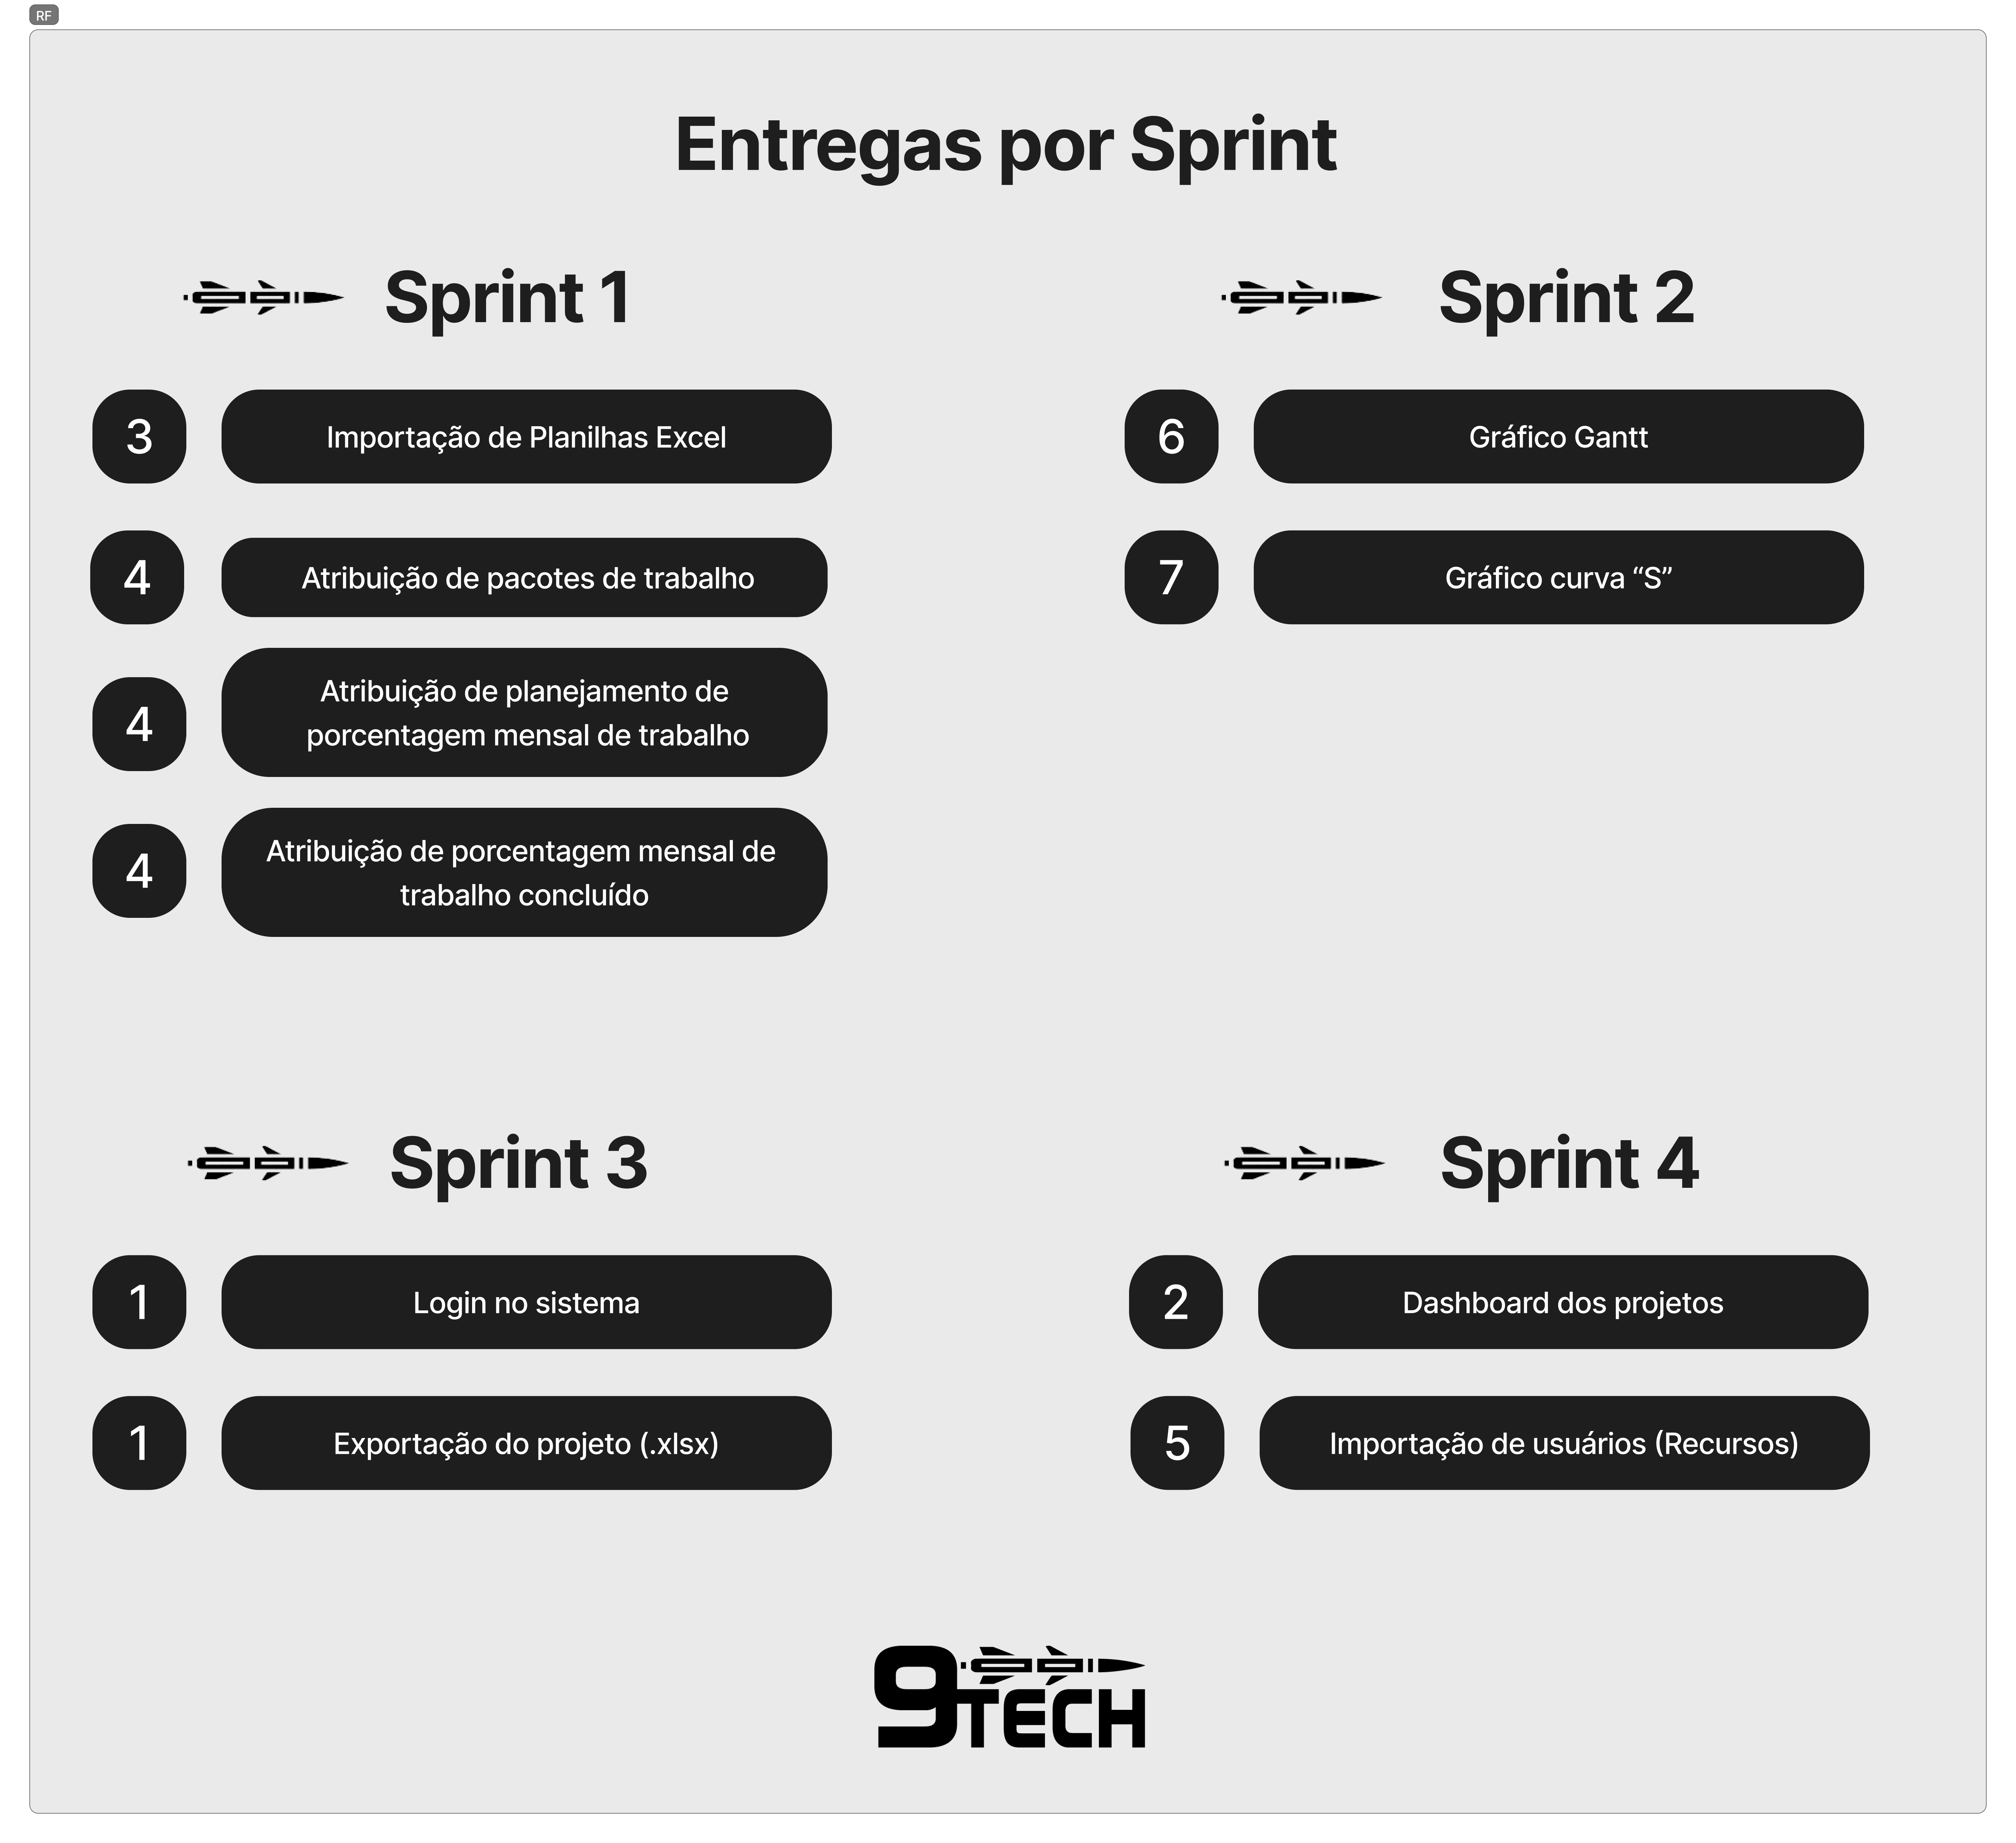 RF
Entregas por Sprint
Sprint 1
3
Importação de Planilhas Excel
4
Atribuição de pacotes de trabalho
4
Atribuição de planejamento de
porcentagem mensal de trabalho
4
Atribuição de porcentagem mensal de
trabalho concluído
Sprint 2
6
Gráfico Gantt
7
Gráfico curva “S”
Sprint 3
1
Login no sistema
1
Exportação do projeto (.xlsx)
Sprint 4
2
Dashboard dos projetos
5
Importação de usuários (Recursos)
9TECH